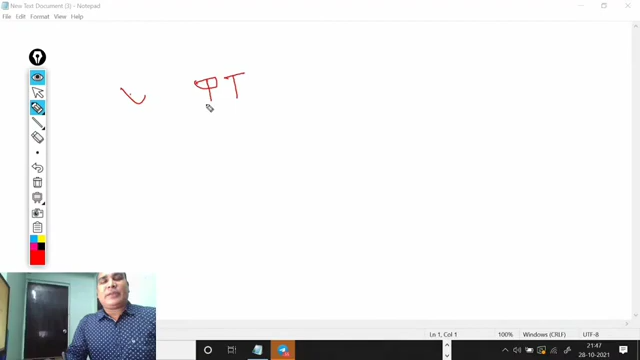 New Text Document (3) - Notepad
File Edit Format View Help
PT
Ln 1, Col 1 100% Windows (CRLF) UTF-8
21:47
28-10-2021